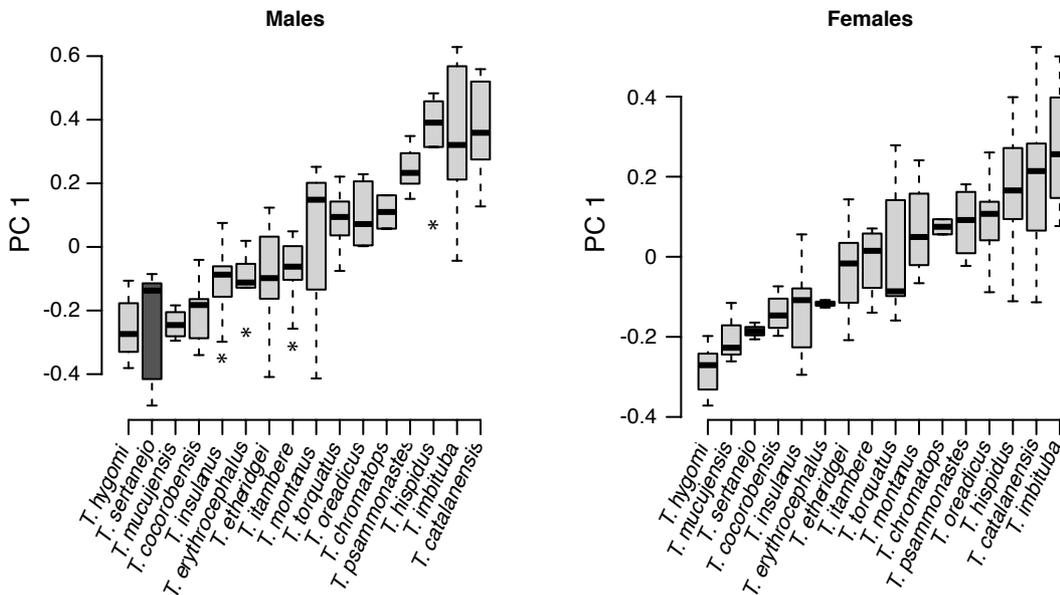 Males
PC 1
0.6
0.4
0.2
0
-0.2
-0.4
*
*
*
*
T. hygomi
T. sertanejo
T. mucujensis
T. cocorobensis
T. insulanus
T. erythrocephalus
T. etheridgei
T. itambere
T. montanus
T. torquatus
T. oreadicus
T. chromatops
T. psammonastes
T. hispidus
T. imbituba
T. catalanensis
Females
PC 1
0.4
0.2
0
-0.2
-0.4
T. hygomi
T. mucujensis
T. sertanejo
T. cocorobensis
T. insulanus
T. erythrocephalus
T. etheridgei
T. itambere
T. torquatus
T. montanus
T. chromatops
T. psammonastes
T. oreadicus
T. hispidus
T. catalanensis
T. imbituba